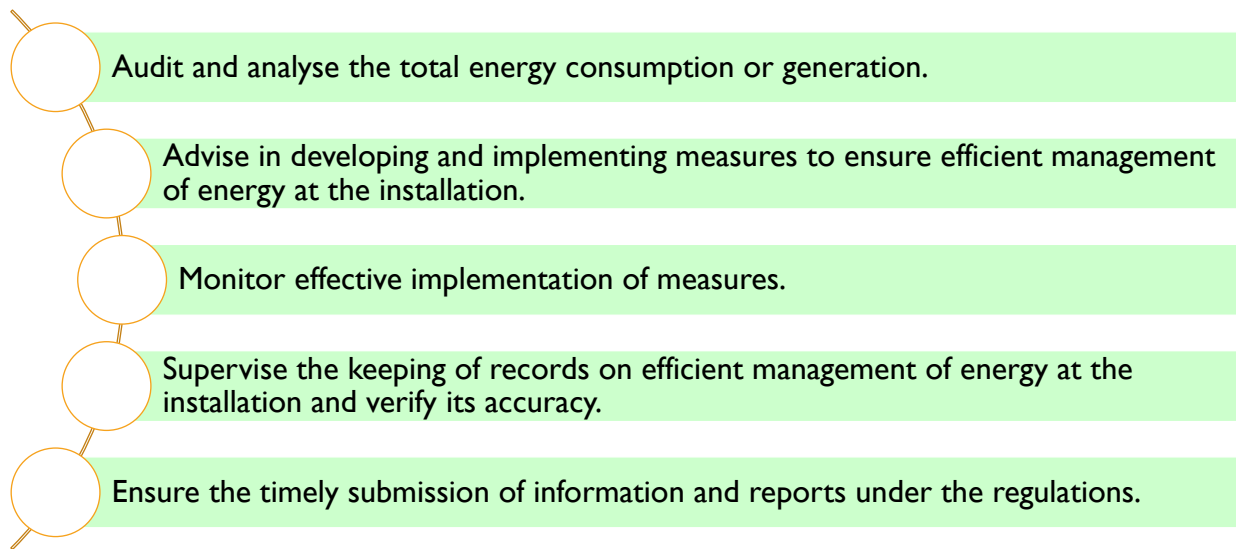 Audit and analyse the total energy consumption or generation.
Advise in developing and implementing measures to ensure efficient management
of energy at the installation.
Monitor effective implementation of measures.
Supervise the keeping of records on efficient management of energy at the
installation and verify its accuracy.
Ensure the timely submission of information and reports under the regulations.